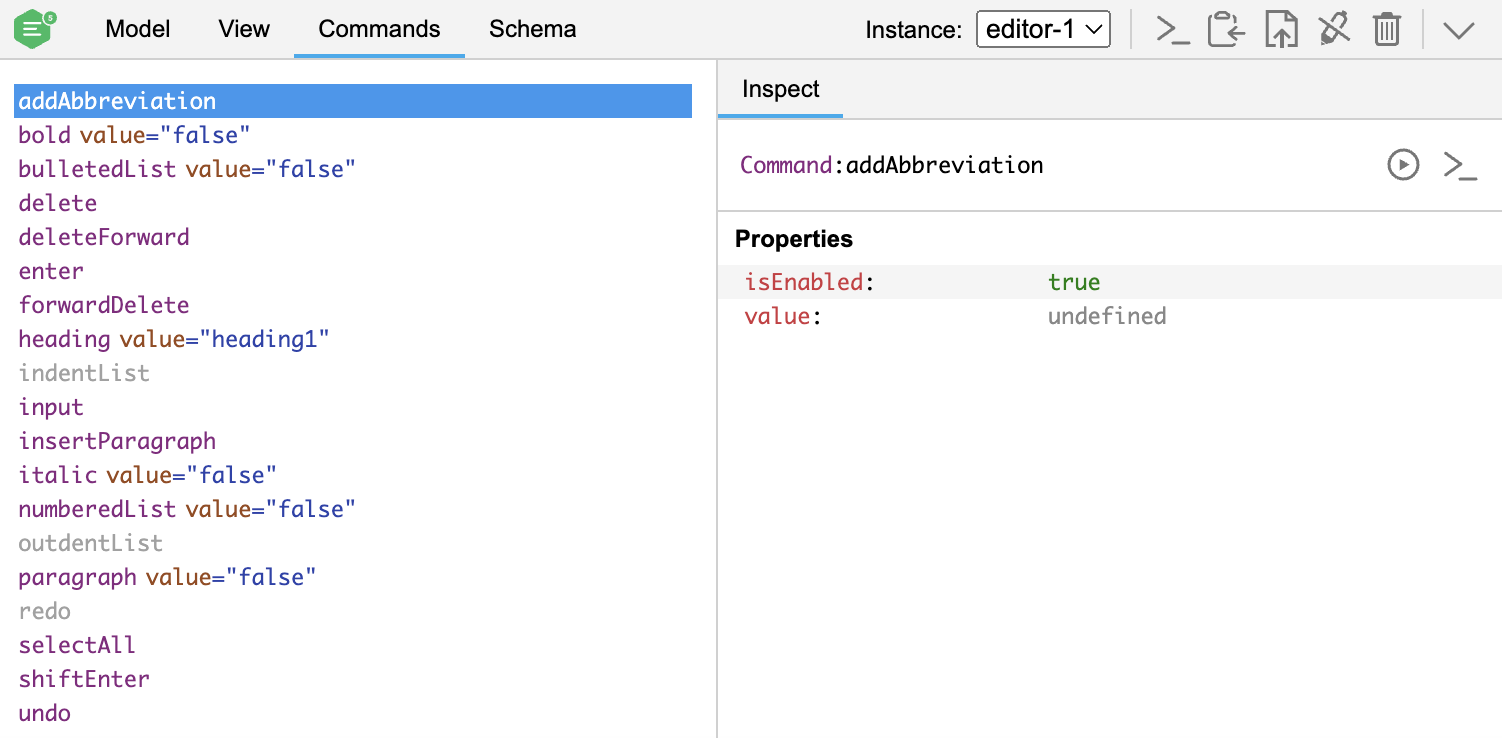 5
Model View Commands Schema Instance: editor-1
addAbbreviation
bold value="false"
bulletedList value="false"
delete
deleteForward
enter
forwardDelete
heading value="heading1"
indentList
input
insertParagraph
italic value="false"
numberedList value="false"
outdentList
paragraph value="false"
redo
selectAll
shiftEnter
undo
Inspect
Command:addAbbreviation
Properties
isEnabled: true
value: undefined